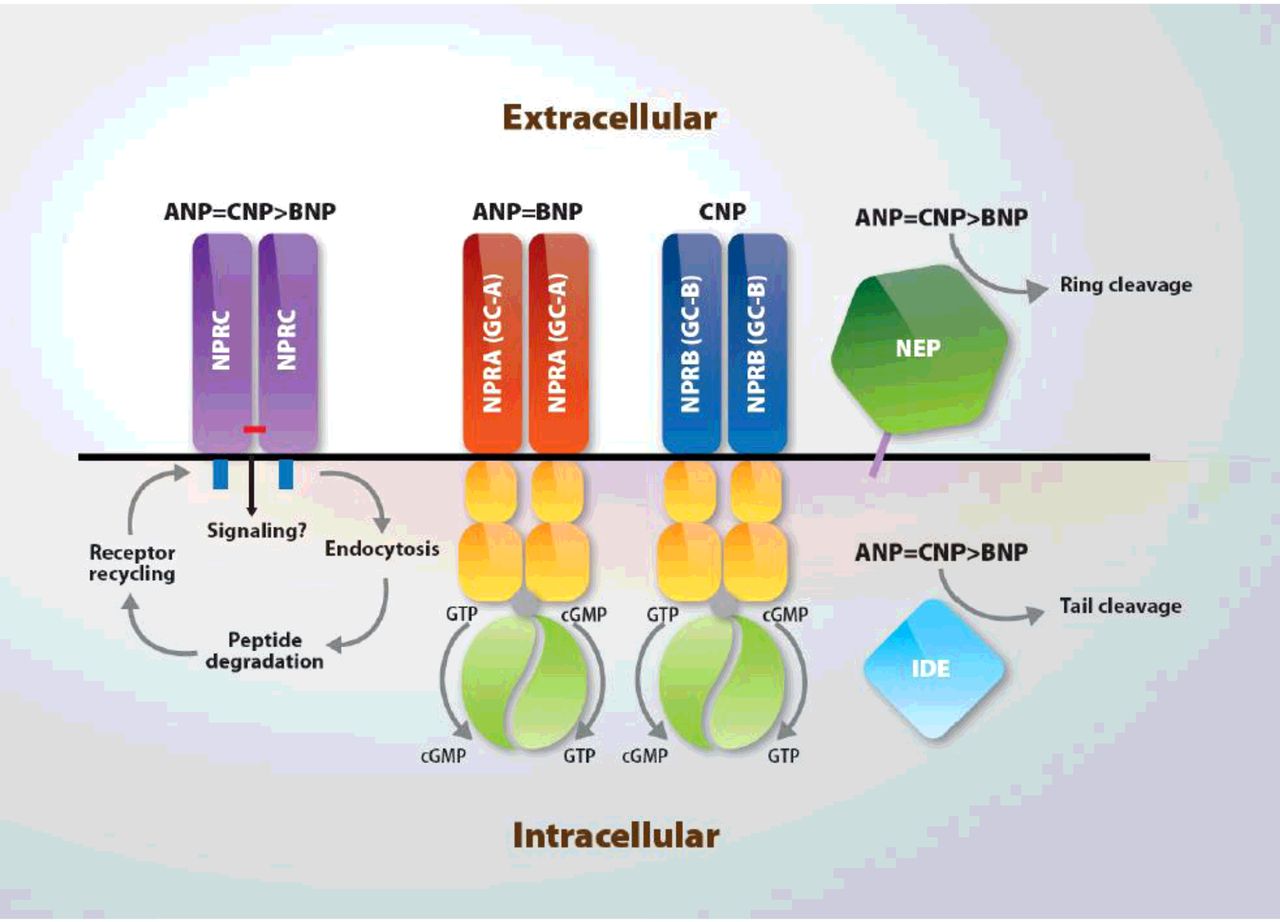 Extracellular
ANP=CNP>BNP
ANP=BNP
CNP
ANP=CNP>BNP
Ring cleavage
NPRC
NPRC
NPRA (GC-A)
NPRA (GC-A)
NPRB (GC-B)
NPRB (GC-B)
NEP
Signaling?
Endocytosis
Receptor
recycling
Peptide
degradation
ANP=CNP>BNP
Tail cleavage
IDE
GTP
cGMP
GTP
cGMP
cGMP
GTP
cGMP
GTP
Intracellular